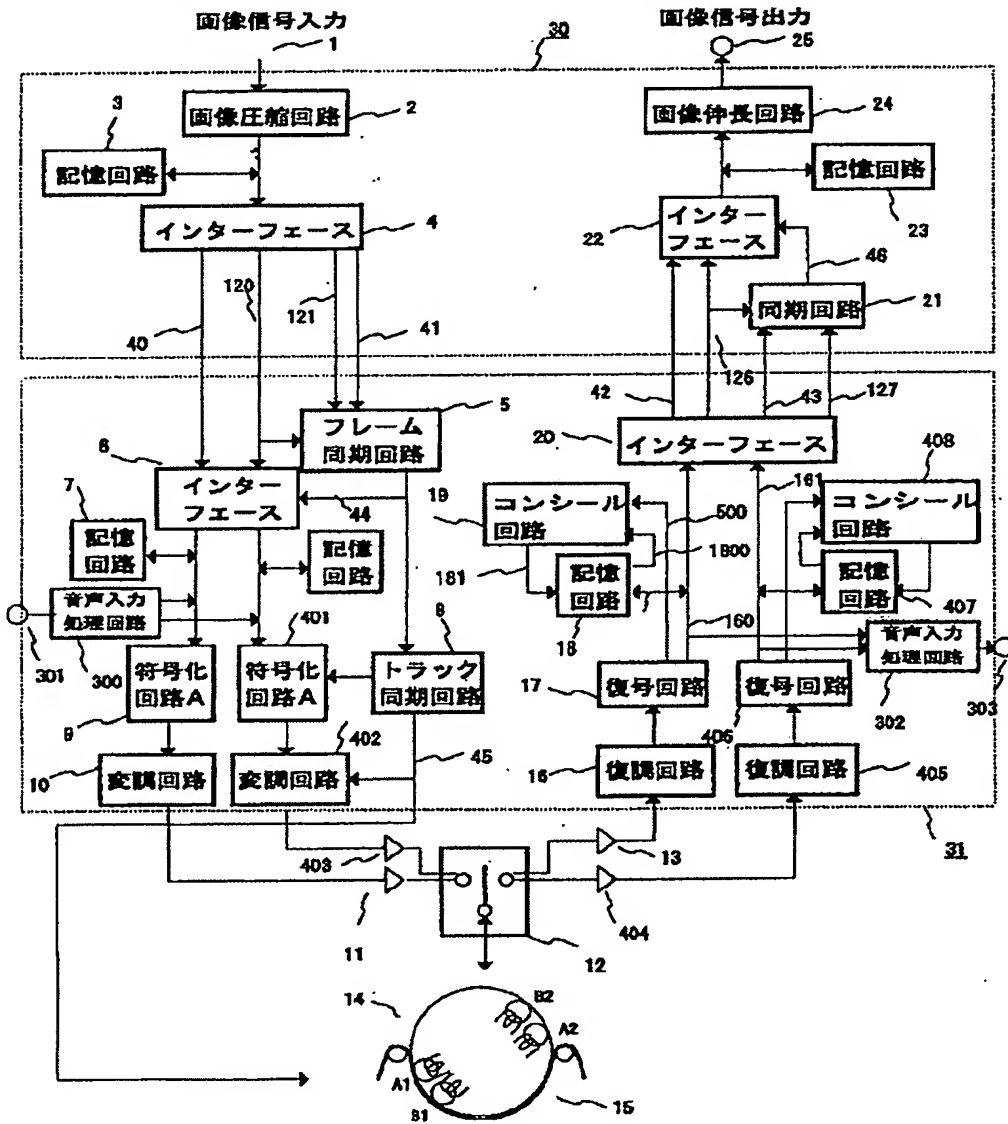 画像信号入力
1
画像信号出力
25
30
画像圧縮回路
2
3
記憶回路
インターフェース
4
画像伸長回路
24
記憶回路
23
22
インター
フェース
46
同期回路
21
40
120
121
41
42
126
43
127
5
フレーム
同期回路
6
インター
フェース
44
7
記憶
回路
記憶
回路
音声入力
処理回路
301
300
401
符号化
回路A
9
符号化
回路A
8
トラック
同期回路
402
10
変調回路
変調回路
45
20
インターフェース
19
コンシール
回路
500
1800
181
記憶
回路
18
160
161
408
コンシール
回路
記憶
回路
407
音声入力
処理回路
302
303
17
復号回路
復号回路
406
16
復調回路
復調回路
405
31
403
11
13
404
12
14
B2
A2
A1
B1
15